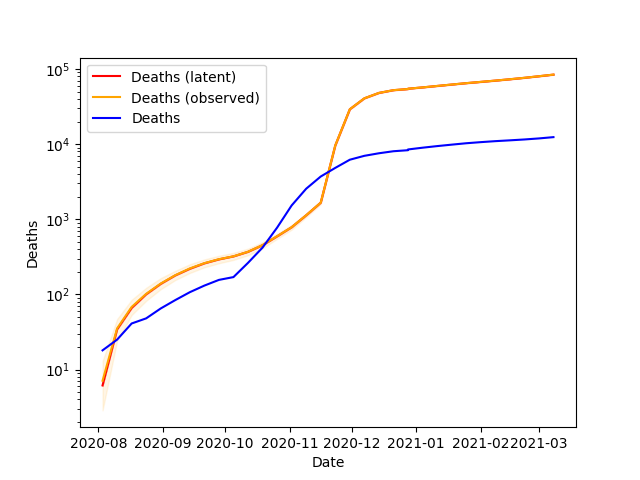 Deaths (latent)
Deaths (observed)
Deaths
10^5
10^4
10^3
10^2
10^1
Deaths
2020-08 2020-09 2020-10 2020-11 2020-12 2021-01 2021-02 2021-03
Date